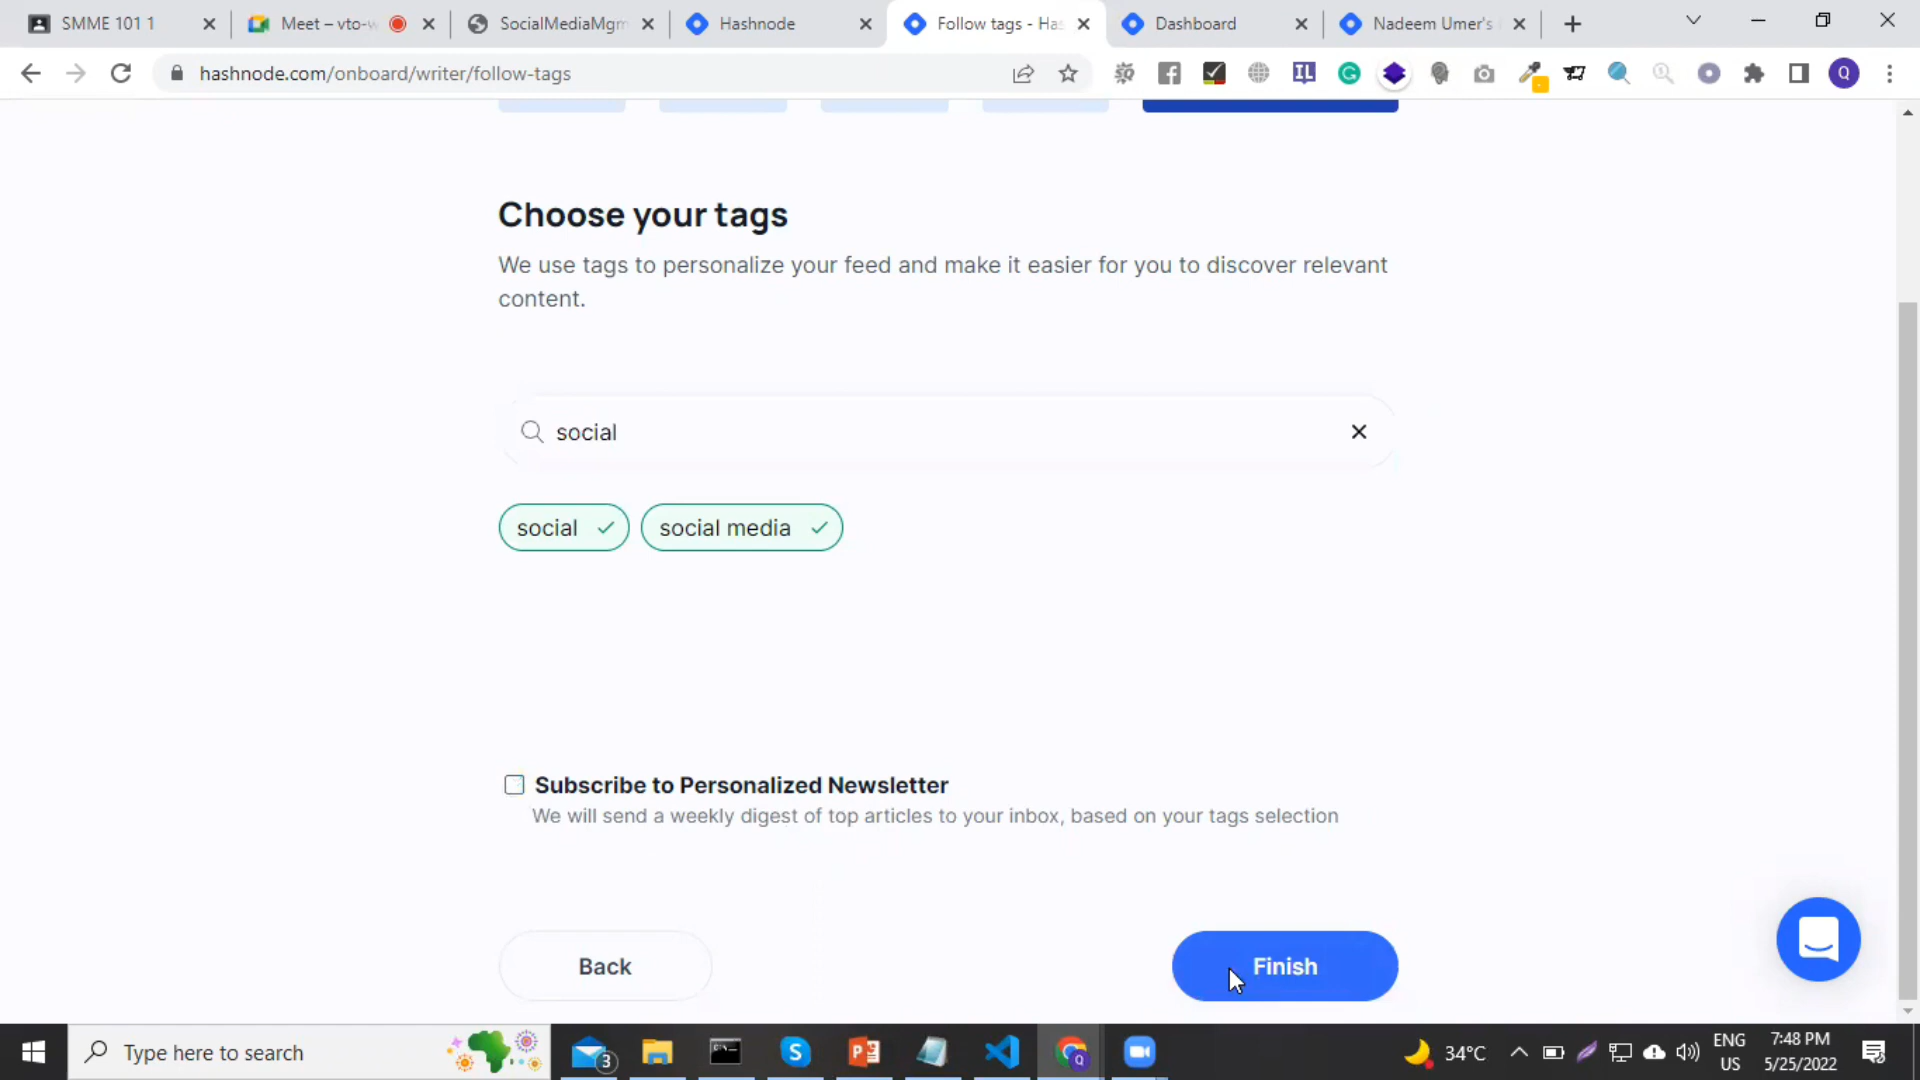 SMME 101 1
Meet – vto-w
SocialMediaMgm
Hashnode
Follow tags - Has
Dashboard
Nadeem Umer's
hashnode.com/onboard/writer/follow-tags
IL
Q
Choose your tags
We use tags to personalize your feed and make it easier for you to discover relevant
content.
social
social
social media
Subscribe to Personalized Newsletter
We will send a weekly digest of top articles to your inbox, based on your tags selection
Back
Finish
Type here to search
3
34°C
ENG
US
7:48 PM
5/25/2022